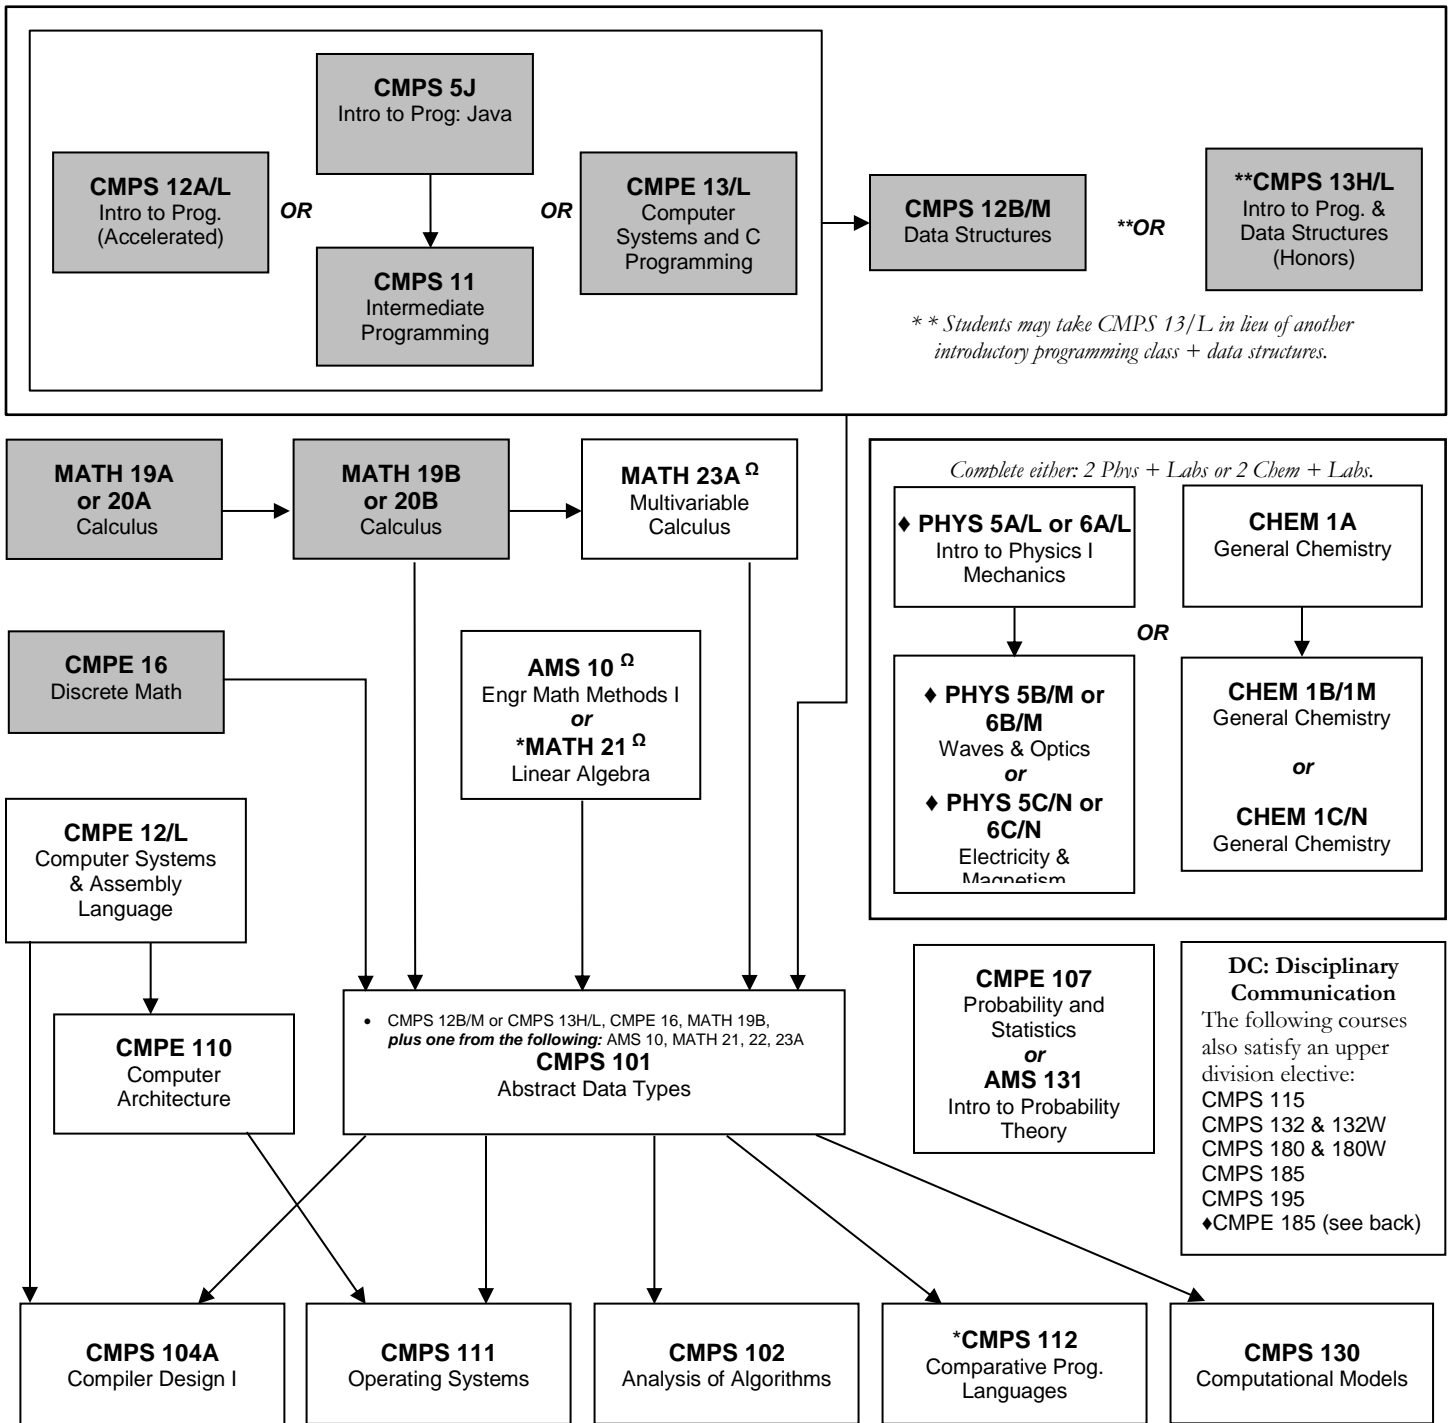 CMPS 5J
Intro to Prog: Java
CMPS 12A/L
Intro to Prog.
(Accelerated)
OR
CMPS 11
Intermediate
Programming
OR
CMPE 13/L
Computer
Systems and C
Programming
CMPS 12B/M
Data Structures
**OR
**CMPS 13H/L
Intro to Prog. &
Data Structures
(Honors)
* * Students may take CMPS 13/L in lieu of another
introductory programming class + data structures.
MATH 19A
or 20A
Calculus
MATH 19B
or 20B
Calculus
MATH 23A Ω
Multivariable
Calculus
Complete either: 2 Phys + Labs or 2 Chem + Labs.
♦ PHYS 5A/L or 6A/L
Intro to Physics I
Mechanics
CHEM 1A
General Chemistry
OR
♦ PHYS 5B/M or
6B/M
Waves & Optics
or
♦ PHYS 5C/N or
6C/N
Electricity &
Magnetism
CHEM 1B/1M
General Chemistry
or
CHEM 1C/N
General Chemistry
CMPE 16
Discrete Math
AMS 10 Ω
Engr Math Methods I
or
*MATH 21 Ω
Linear Algebra
CMPE 12/L
Computer Systems
& Assembly
Language
CMPE 110
Computer
Architecture
• CMPS 12B/M or CMPS 13H/L, CMPE 16, MATH 19B,
plus one from the following: AMS 10, MATH 21, 22, 23A
CMPS 101
Abstract Data Types
CMPE 107
Probability and
Statistics
or
AMS 131
Intro to Probability
Theory
DC: Disciplinary
Communication
The following courses
also satisfy an upper
division elective:
CMPS 115
CMPS 132 & 132W
CMPS 180 & 180W
CMPS 185
CMPS 195
♦CMPE 185 (see back)
CMPS 104A
Compiler Design I
CMPS 111
Operating Systems
CMPS 102
Analysis of Algorithms
*CMPS 112
Comparative Prog.
Languages
CMPS 130
Computational Models